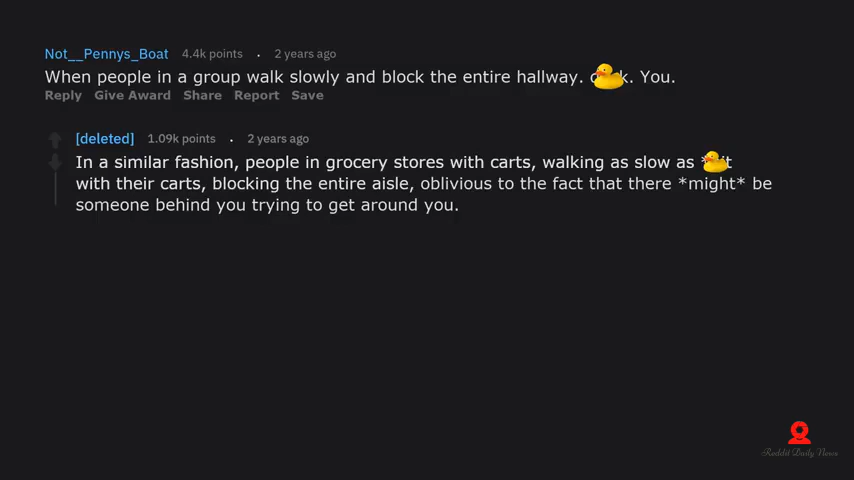 Not__Pennys_Boat 4.4k points . 2 years ago
When people in a group walk slowly and block the entire hallway. You.
Reply Give Award Share Report Save
[deleted] 1.09k points . 2 years ago
In a similar fashion, people in grocery stores with carts, walking as slow as
with their carts, blocking the entire aisle, oblivious to the fact that there *might* be
someone behind you trying to get around you.
Reddit Daily News